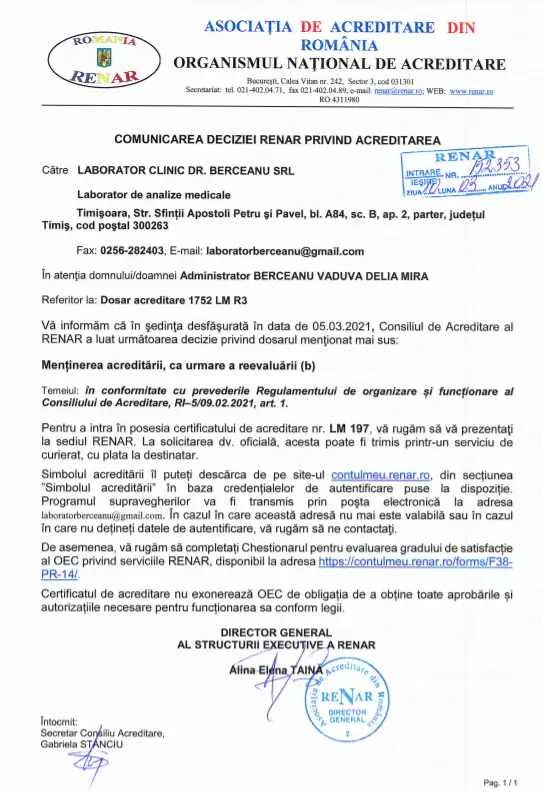 ROMANIA
RENAR
ASOCIAȚIA DE ACREDITARE DIN
ROMÂNIA
ORGANISMUL NAȚIONAL DE ACREDITARE
București, Calea Vitan nr. 242, Sector 3, cod 031301
Secretariat: tel. 021-402.04.71, fax 021-402.04.89, e-mail: renar@renar.ro; WEB: www.renar.ro
RO 4311980
COMUNICAREA DECIZIEI RENAR PRIVIND ACREDITAREA
RENAR
INTRARE NR. 192353
IEȘIRE
ZIUA LUNA 03 ANUL 2021
Către LABORATOR CLINIC DR. BERCEANU SRL
Laborator de analize medicale
Timișoara, Str. Sfinții Apostoli Petru şi Pavel, bl. A84, sc. B, ap. 2, parter, județul
Timiş, cod poştal 300263
Fax: 0256-282403, E-mail: laboratorberceanu@gmail.com
În atenţia domnului/doamnei Administrator BERCEANU VADUVA DELIA MIRA
Referitor la: Dosar acreditare 1752 LM R3
Vă informăm că în şedinţa desfăşurată în data de 05.03.2021, Consiliul de Acreditare al
RENAR a luat următoarea decizie privind dosarul menţionat mai sus:
Menținerea acreditării, ca urmare a reevaluării (b)
Temeiul: în conformitate cu prevederile Regulamentului de organizare și funcționare al
Consiliului de Acreditare, RI–5/09.02.2021, art. 1.
Pentru a intra în posesia certificatului de acreditare nr. LM 197, vă rugăm să vă prezentaţi
la sediul RENAR. La solicitarea dv. oficială, acesta poate fi trimis printr-un serviciu de
curierat, cu plata la destinatar.
Simbolul acreditării îl puteți descărca de pe site-ul contulmeu.renar.ro, din secțiunea
"Simbolul acreditării” în baza credențialelor de autentificare puse la dispoziție.
Programul supravegherilor va fi transmis prin poșta electronică la adresa
laboratorberceanu@gmail.com. În cazul în care această adresă nu mai este valabilă sau în cazul
în care nu dețineți datele de autentificare, vă rugăm să ne contactaţi.
De asemenea, vă rugăm să completați Chestionarul pentru evaluarea gradului de satisfacție
al OEC privind serviciile RENAR, disponibil la adresa https://contulmeu.renar.ro/forms/F38-
PR-14/.
Certificatul de acreditare nu exonerează OEC de obligația de a obține toate aprobările și
autorizațiile necesare pentru funcționarea sa conform legii.
DIRECTOR GENERAL
AL STRUCTURII EXECUTIVE A RENAR
Alina Elena TAINĂ
Asociația de Acreditare din România
RENAR
DIRECTOR
GENERAL
2
Întocmit:
Secretar Consiliu Acreditare,
Gabriela STANCIU
Pag. 1 / 1